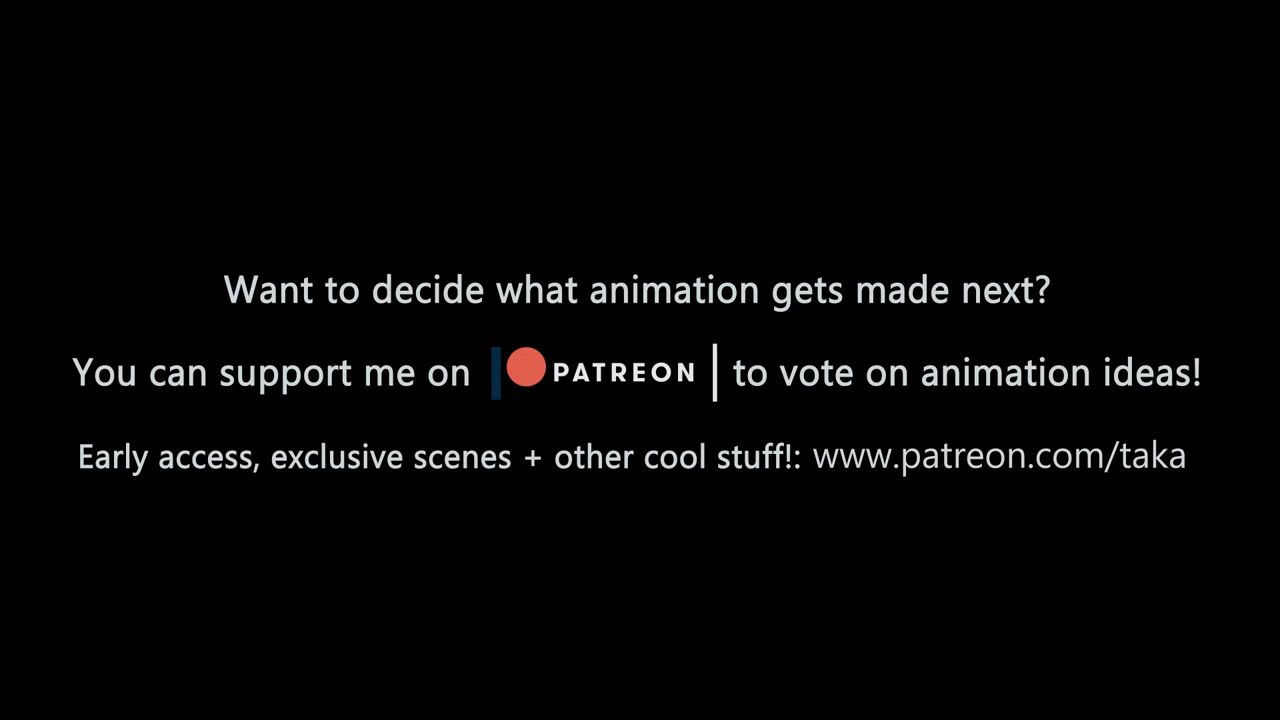 Want to decide what animation gets made next?
You can support me on PATREON to vote on animation ideas!
Early access, exclusive scenes + other cool stuff!: www.patreon.com/taka